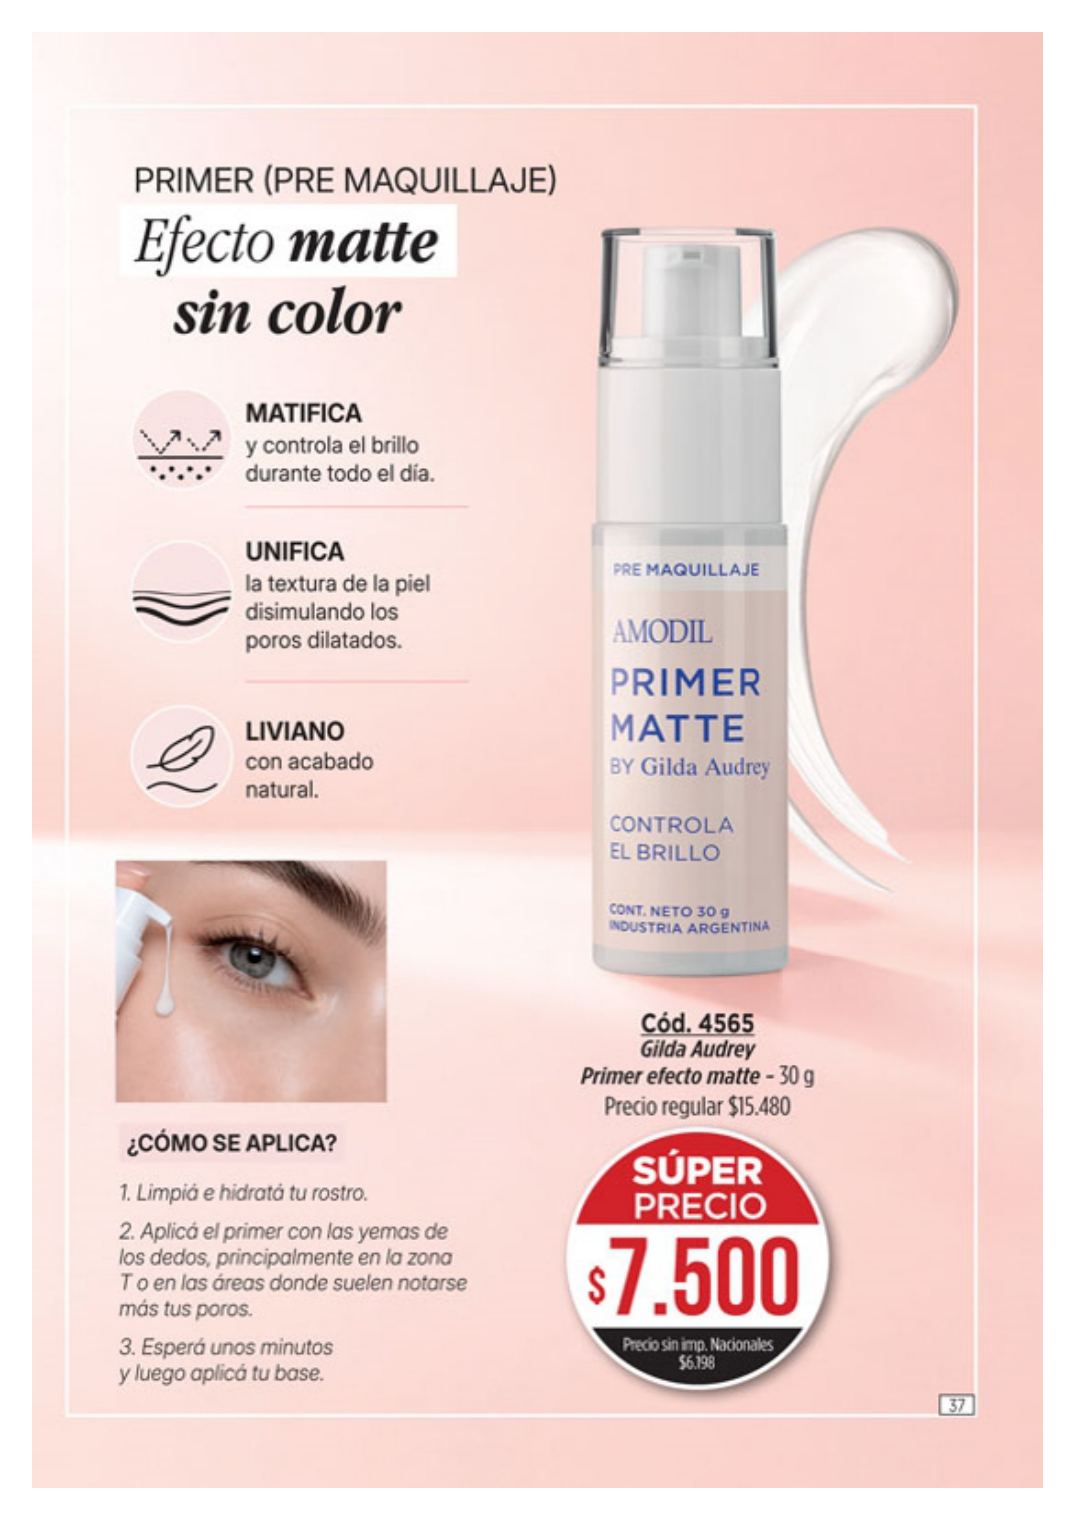 PRIMER (PRE MAQUILLAJE)
Efecto matte
sin color
MATIFICA
y controla el brillo
durante todo el día.
UNIFICA
la textura de la piel
disimulando los
poros dilatados.
LIVIANO
con acabado
natural.
PRE MAQUILLAJE
AMODIL
PRIMER
MATTE
BY Gilda Audrey
CONTROLA
EL BRILLO
CONT. NETO 30 g
INDUSTRIA ARGENTINA
¿CÓMO SE APLICA?
1. Limpiá e hidratá tu rostro.
2. Aplicá el primer con las yemas de
los dedos, principalmente en la zona
T o en las áreas donde suelen notarse
más tus poros.
3. Esperá unos minutos
y luego aplicá tu base.
Cód. 4565
Gilda Audrey
Primer efecto matte - 30 g
Precio regular $15.480
SÚPER
PRECIO
$7.500
Precio sin imp. Nacionales
$6.198
37